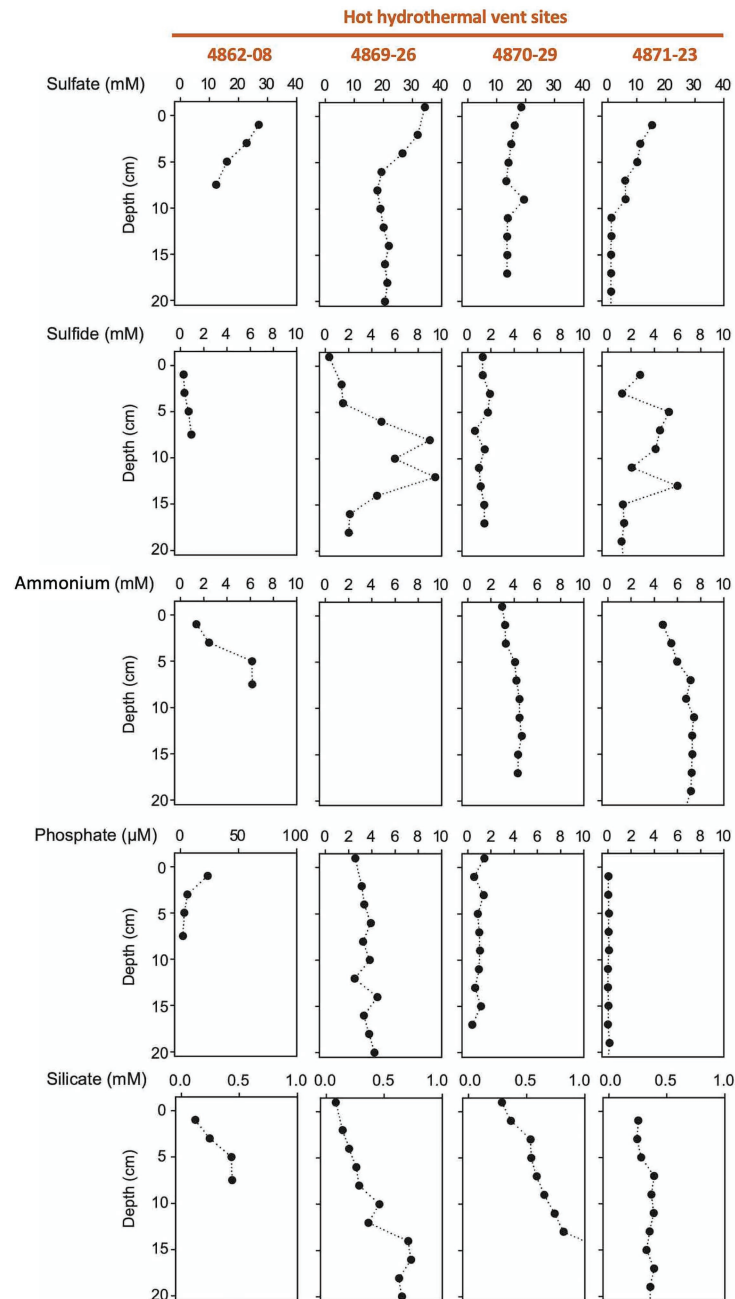 Hot hydrothermal vent sites
4862-08 4869-26 4870-29 4871-23
Sulfate (mM) 0 10 20 30 40 0 10 20 30 40 0 10 20 30 40 0 10 20 30 40
0
5
10
15
20
Depth (cm)
Sulfide (mM) 0 2 4 6 8 10 0 2 4 6 8 10 0 2 4 6 8 10 0 2 4 6 8 10
0
5
10
15
20
Depth (cm)
Ammonium (mM) 0 2 4 6 8 10 0 2 4 6 8 10 0 2 4 6 8 10 0 2 4 6 8 10
0
5
10
15
20
Depth (cm)
Phosphate (µM) 0 50 100 0 2 4 6 8 10 0 2 4 6 8 10 0 2 4 6 8 10
0
5
10
15
20
Depth (cm)
Silicate (mM) 0.0 0.5 1.0 0.0 0.5 1.0 0.0 0.5 1.0 0.0 0.5 1.0
0
5
10
15
20
Depth (cm)